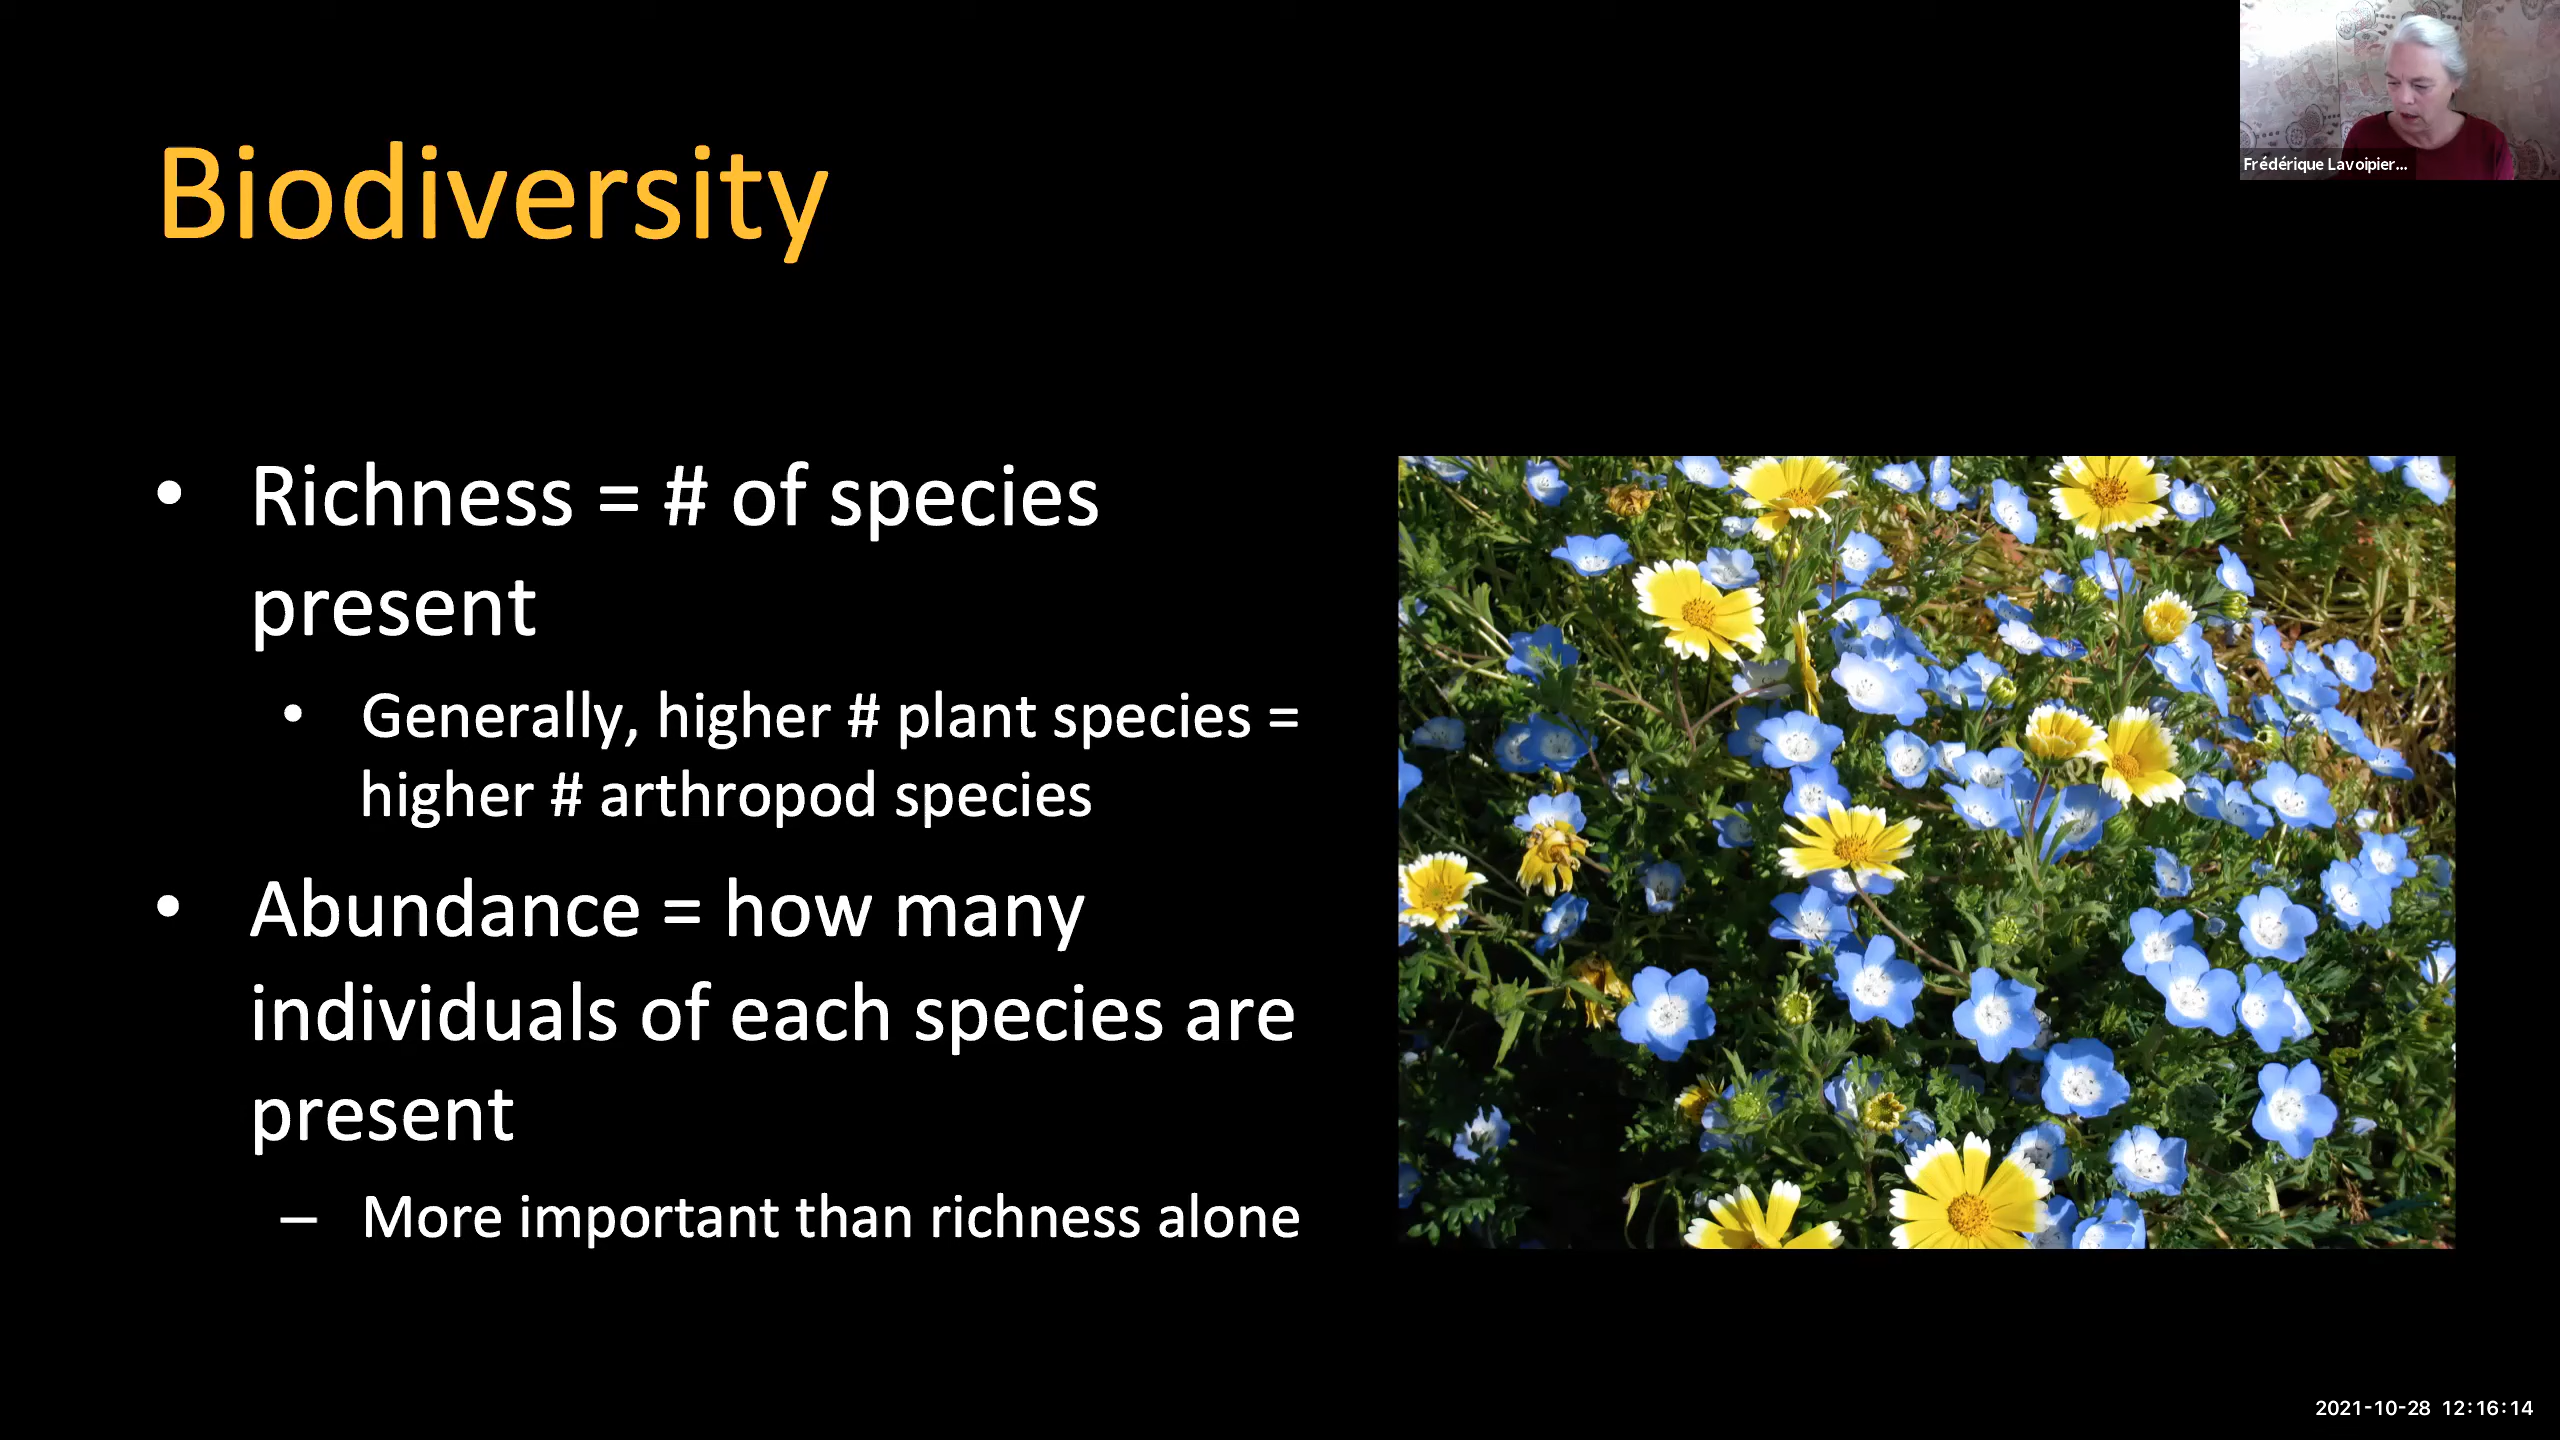 Frédérique Lavoipier...
Biodiversity
• Richness = # of species
present
• Generally, higher # plant species =
higher # arthropod species
• Abundance = how many
individuals of each species are
present
– More important than richness alone
2021-10-28 12:16:14